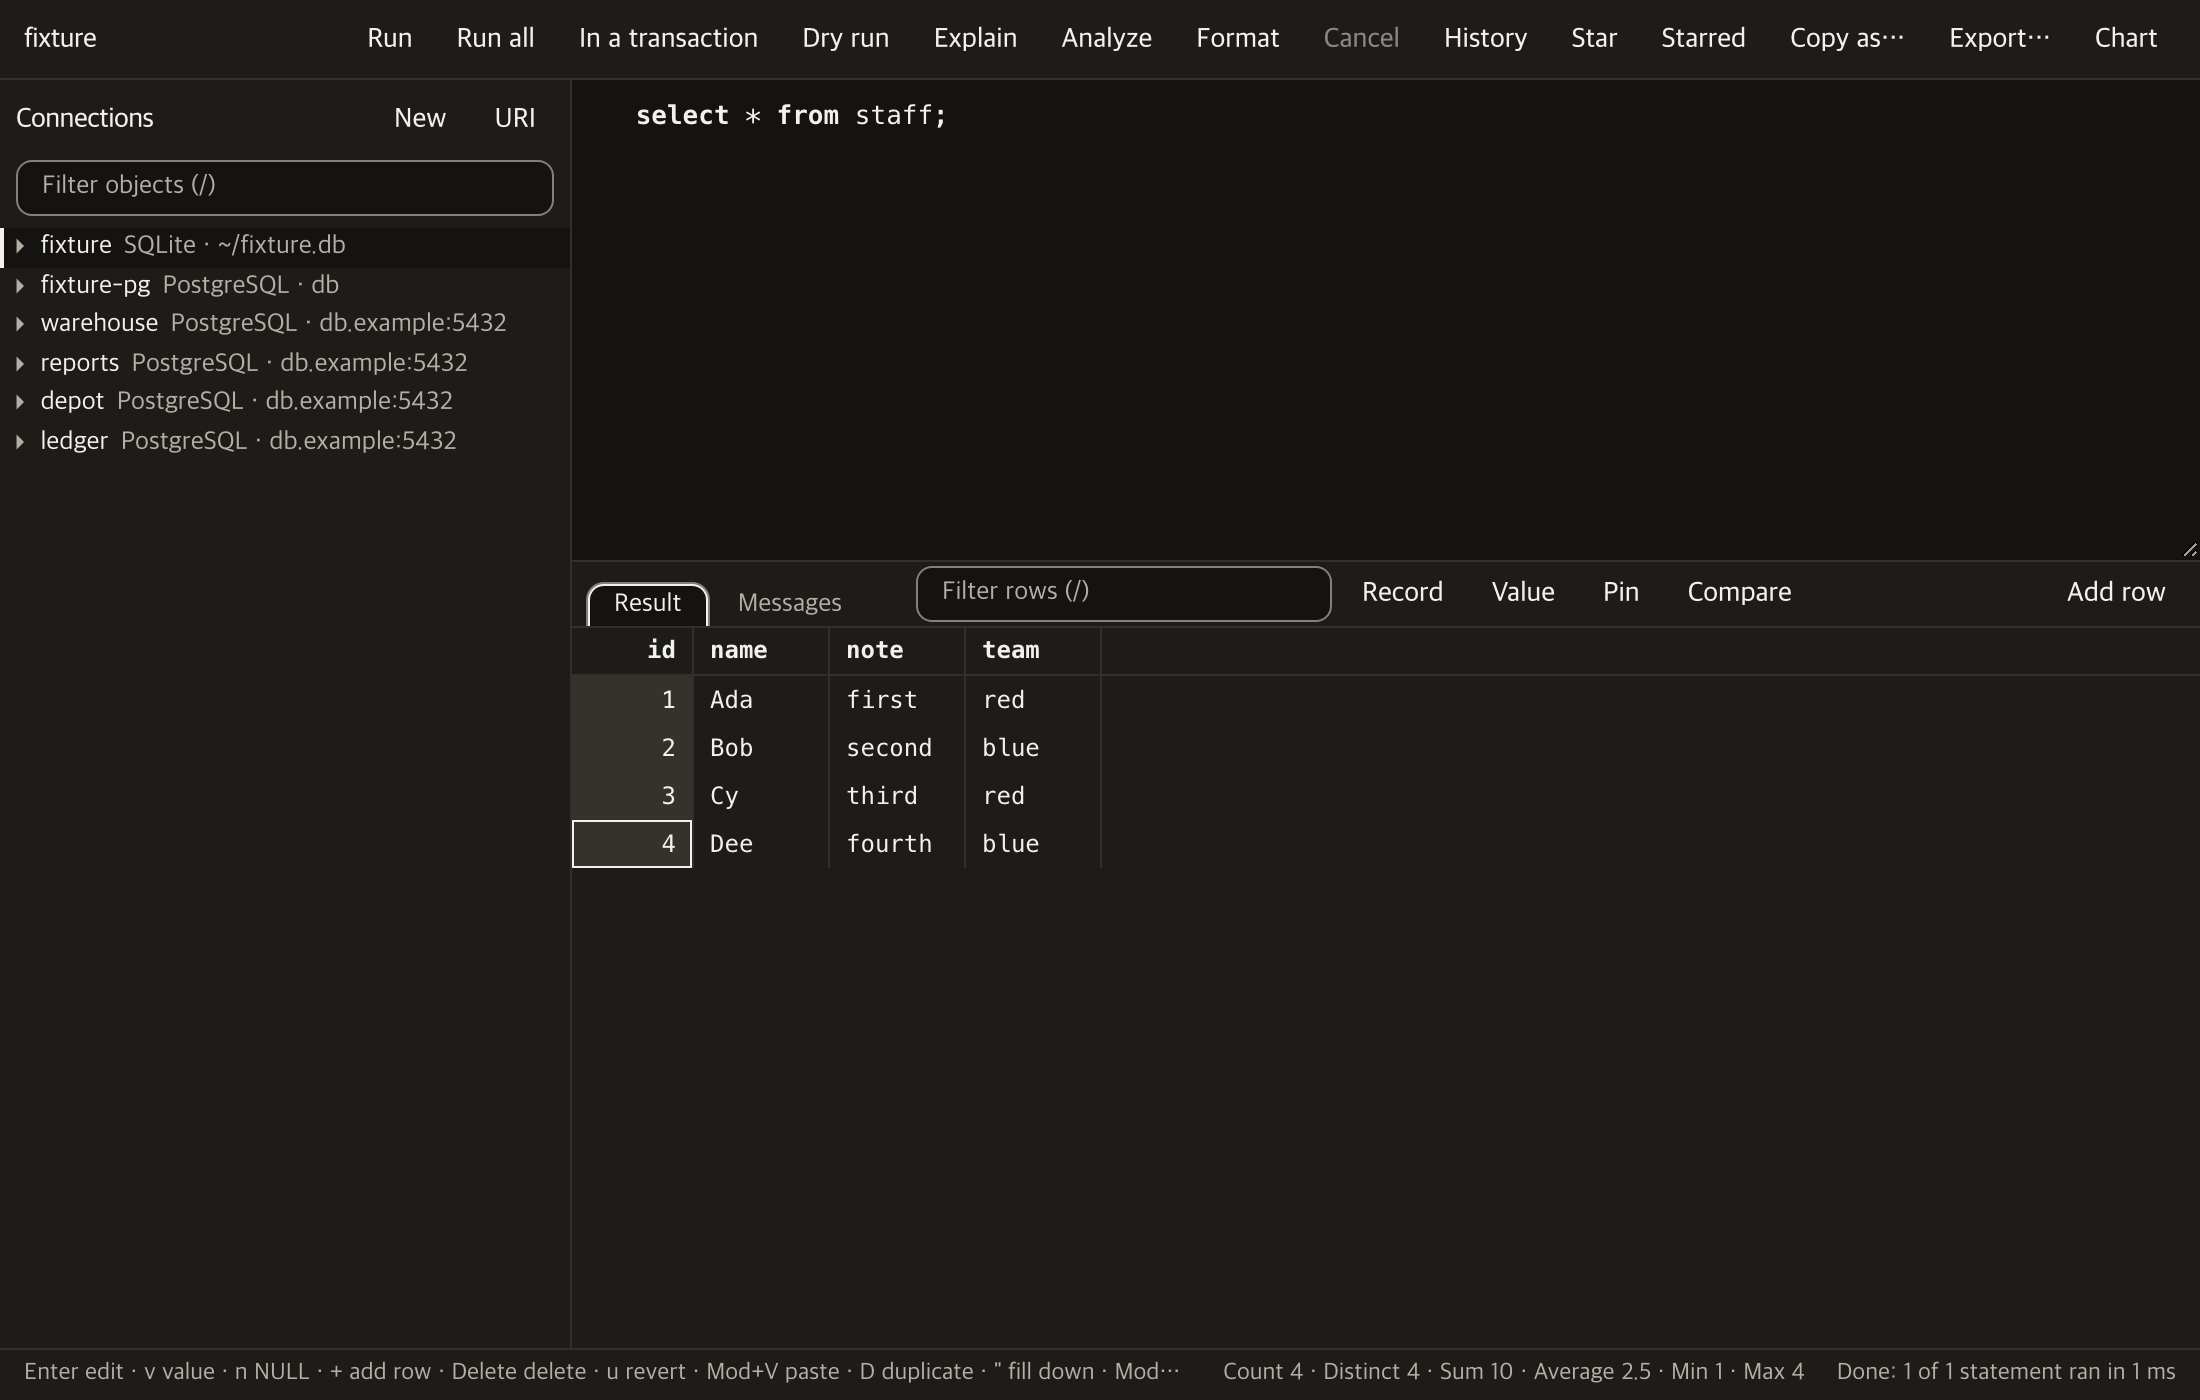 fixture Run Run all In a transaction Dry run Explain Analyze Format Cancel History Star Starred Copy as… Export… Chart
Connections New URI
Filter objects (/)
fixture SQLite · ~/fixture.db
fixture-pg PostgreSQL · db
warehouse PostgreSQL · db.example:5432
reports PostgreSQL · db.example:5432
depot PostgreSQL · db.example:5432
ledger PostgreSQL · db.example:5432
select * from staff;
Result Messages Filter rows (/) Record Value Pin Compare Add row
id name note team
1 Ada first red
2 Bob second blue
3 Cy third red
4 Dee fourth blue
Enter edit · v value · n NULL · + add row · Delete delete · u revert · Mod+V paste · D duplicate · " fill down · Mod… Count 4 · Distinct 4 · Sum 10 · Average 2.5 · Min 1 · Max 4 Done: 1 of 1 statement ran in 1 ms